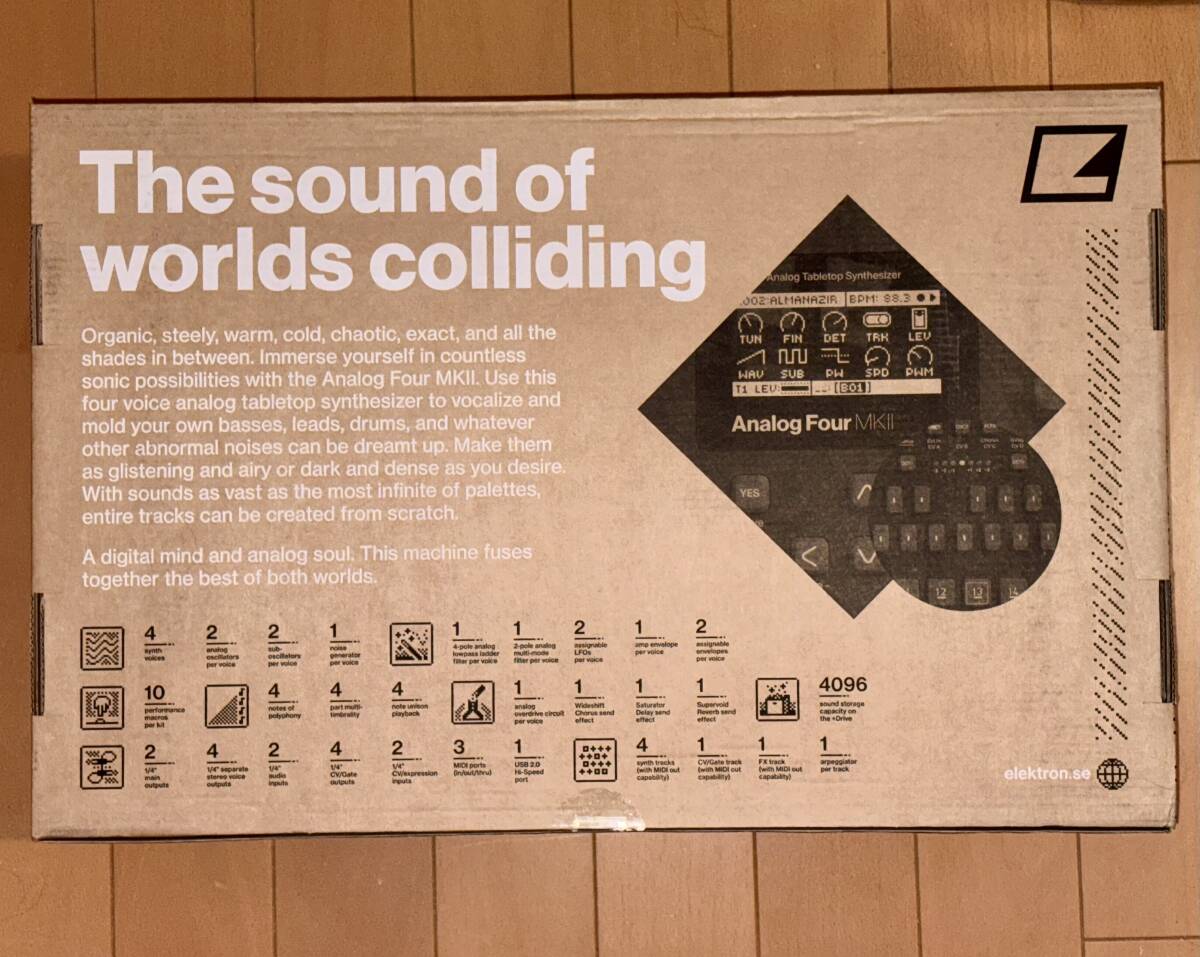 The sound of
worlds colliding
Organic, steely, warm, cold, chaotic, exact, and all the
shades in between. Immerse yourself in countless
sonic possibilities with the Analog Four MKII. Use this
four voice analog tabletop synthesizer to vocalize and
mold your own basses, leads, drums, and whatever
other abnormal noises can be dreamt up. Make them
as glistening and airy or dark and dense as you desire.
With sounds as vast as the most infinite of palettes,
entire tracks can be created from scratch.
A digital mind and analog soul. This machine fuses
together the best of both worlds.
Analog Tabletop Synthesizer
002:ALMANAZIR BPM: 88.3
TUN FIN DET TRK LEV
WAV SUB PW SPD PWM
T1 LEV: [B01]
Analog Four MKII
YES
12 13 14
4
synth
voices
2
analog
oscillators
per voice
2
sub-
oscillators
per voice
1
noise
generator
per voice
1
4-pole analog
lowpass ladder
filter per voice
1
2-pole analog
multi-mode
filter per voice
2
assignable
LFOs
per voice
1
amp envelope
per voice
2
assignable
envelopes
per voice
10
performance
macros
per kit
4
notes of
polyphony
4
part multi-
timbrality
4
note unison
playback
1
analog
overdrive circuit
per voice
1
Wideshift
Chorus send
effect
1
Saturator
Delay send
effect
1
Supervoid
Reverb send
effect
4096
sound storage
capacity on
the +Drive
2
1/4"
main
outputs
4
1/4" separate
stereo voice
outputs
2
1/4"
audio
inputs
4
1/4"
CV/Gate
outputs
2
1/4"
CV/expression
inputs
3
MIDI ports
(in/out/thru)
1
USB 2.0
Hi-Speed
port
4
synth tracks
(with MIDI out
capability)
1
CV/Gate track
(with MIDI out
capability)
1
FX track
(with MIDI out
capability)
1
arpeggiator
per track
elektron.se